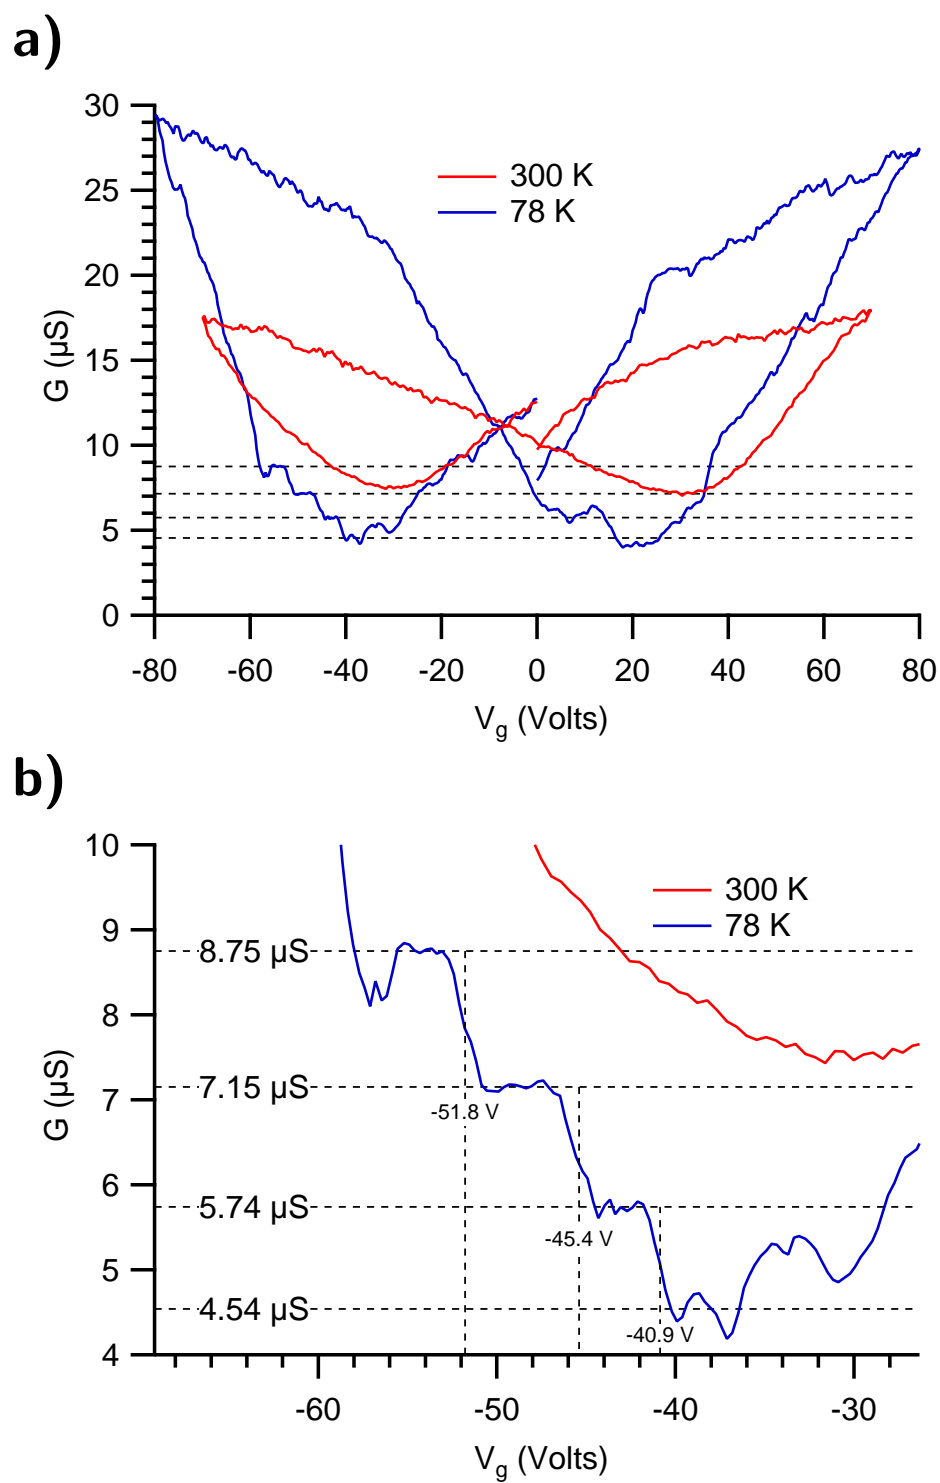 a)
30
25
20
15
10
5
0
G (µS)
300 K
78 K
-80 -60 -40 -20 0 20 40 60 80
Vg (Volts)
b)
10
9
8
7
6
5
4
G (µS)
300 K
78 K
8.75 µS
7.15 µS
-51.8 V
5.74 µS
-45.4 V
4.54 µS
-40.9 V
-60 -50 -40 -30
Vg (Volts)